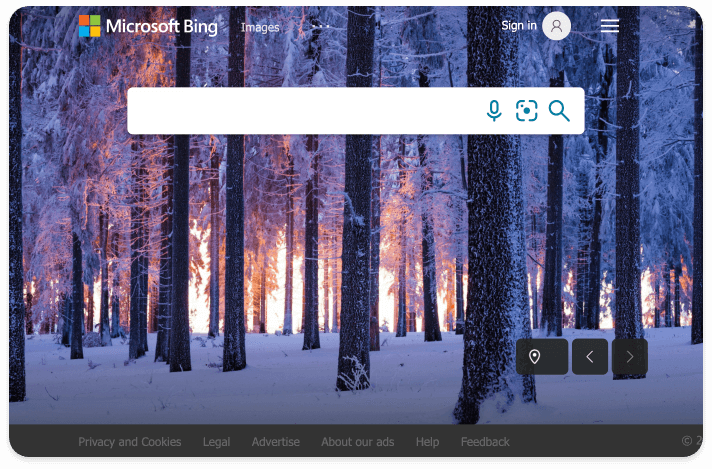 Microsoft Bing Images ... Sign in
Privacy and Cookies Legal Advertise About our ads Help Feedback © 2